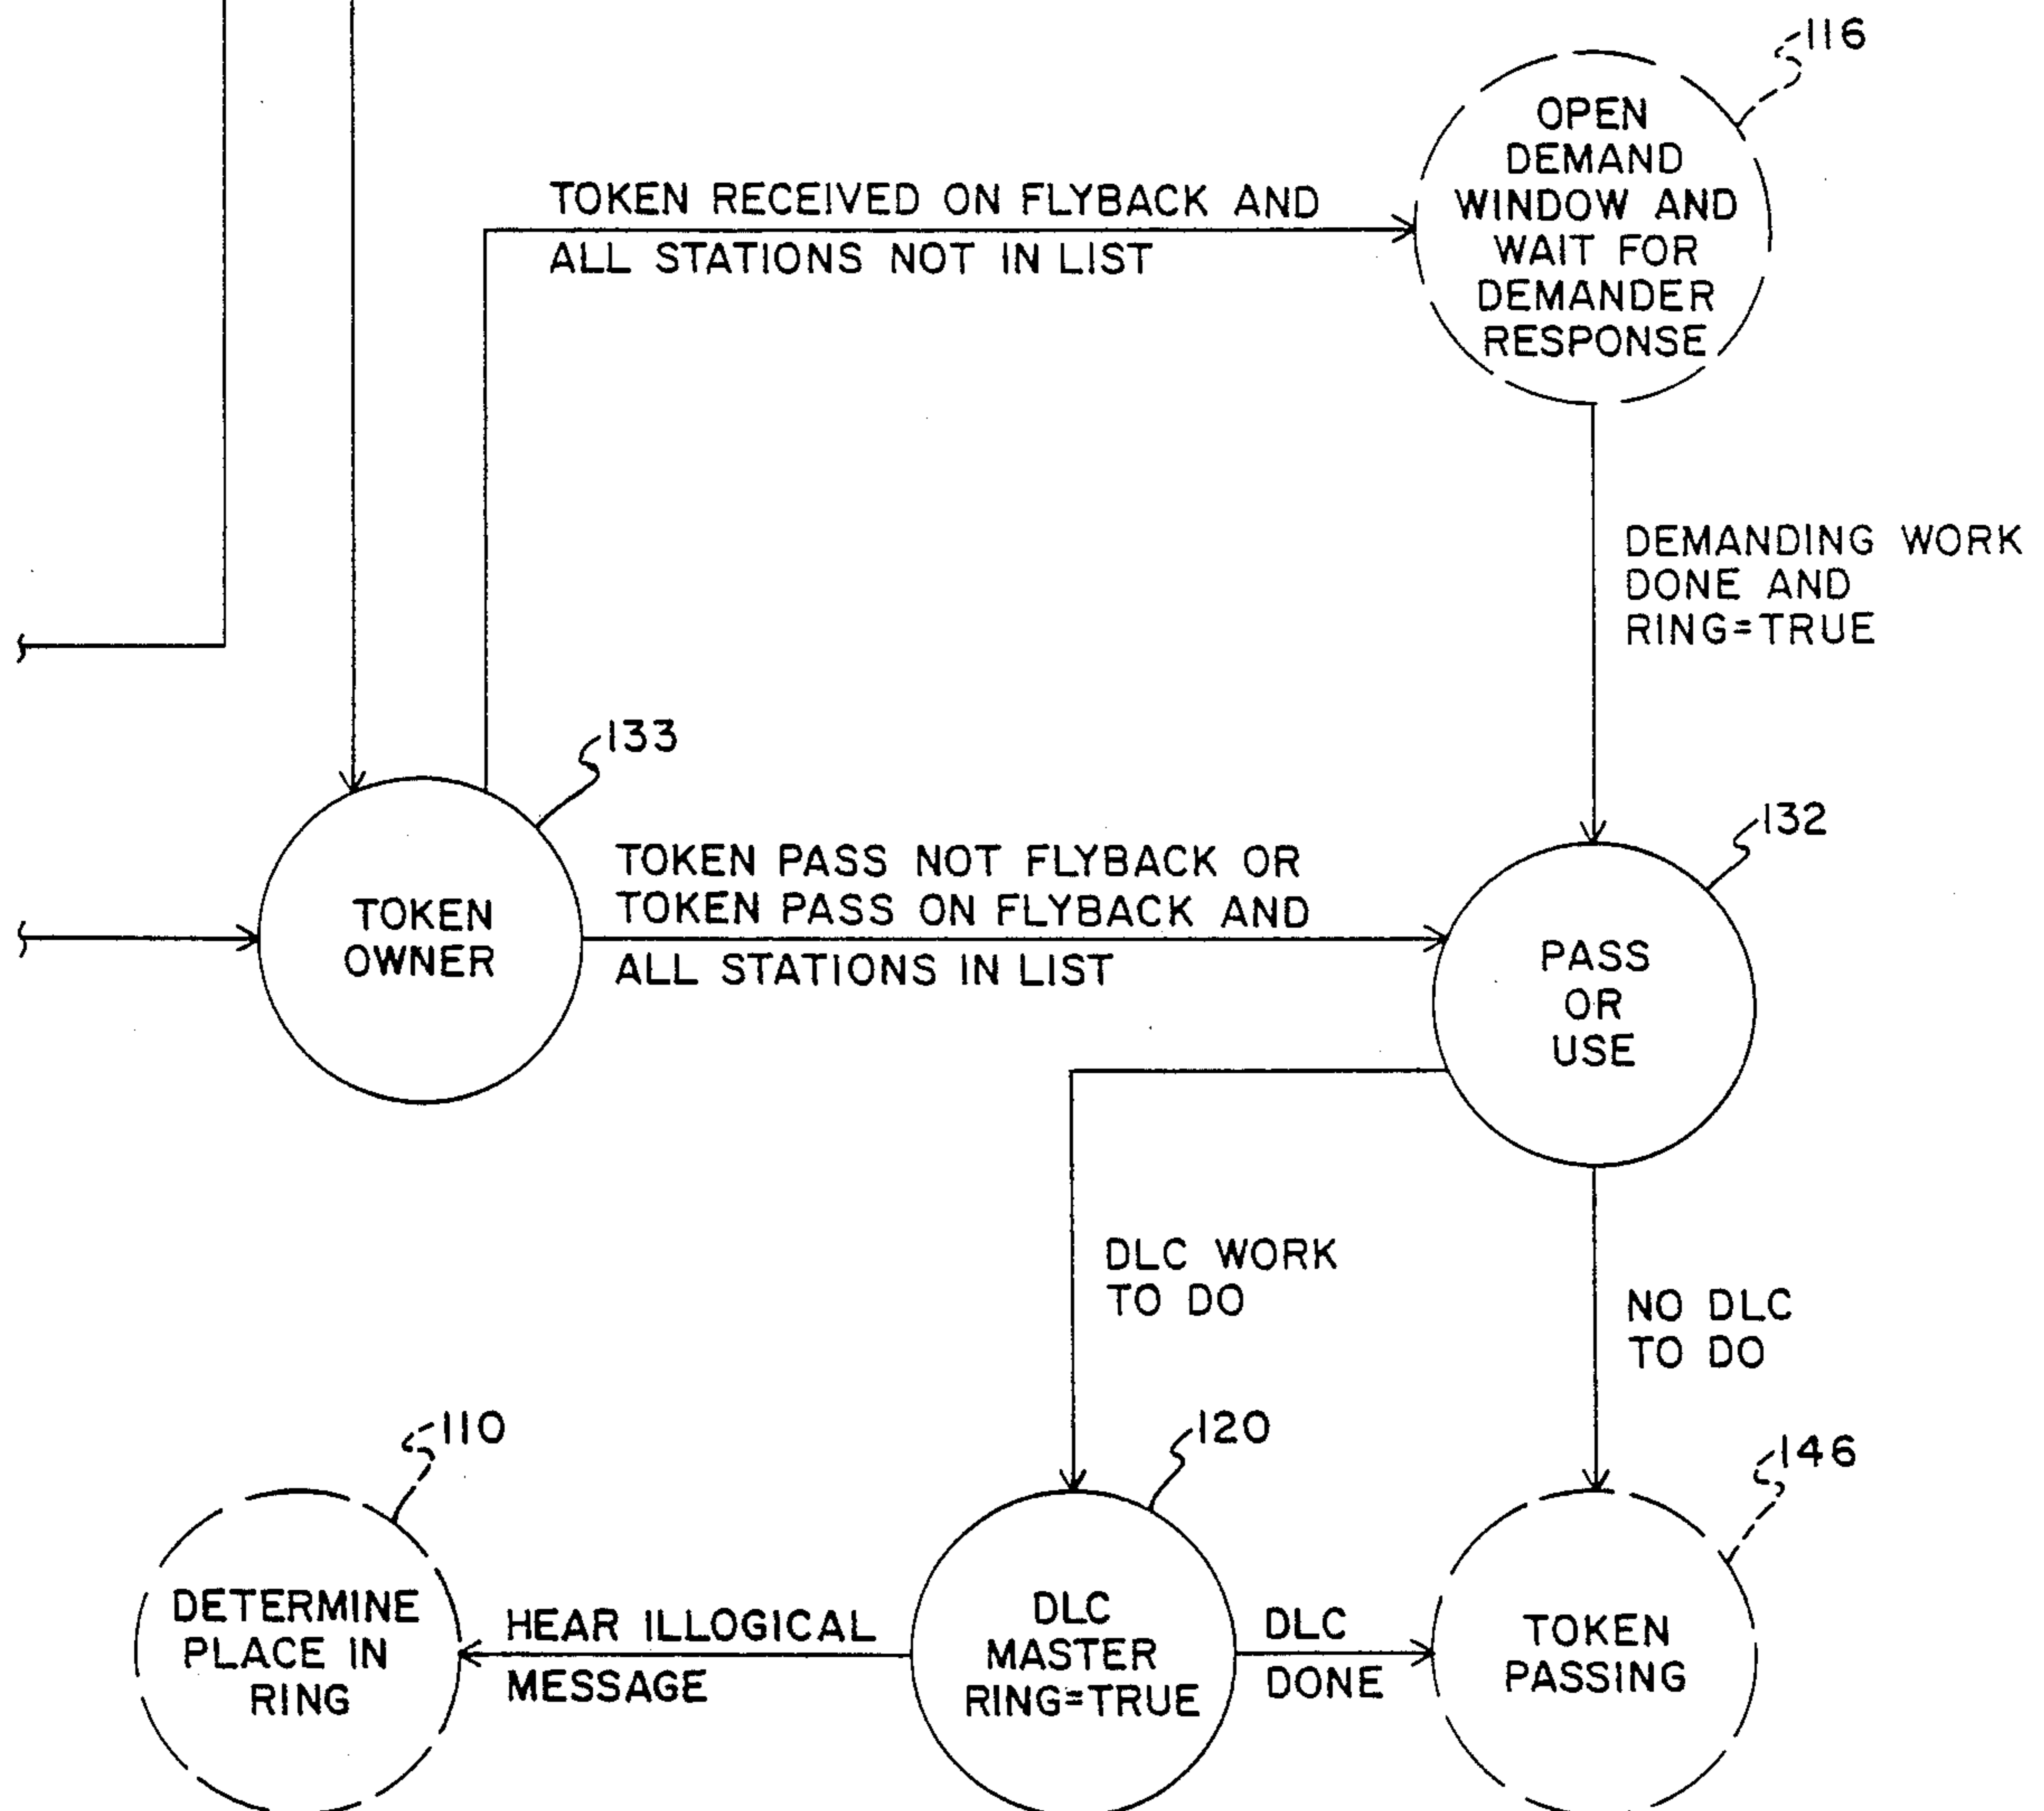 116
OPEN
DEMAND
WINDOW AND
WAIT FOR
DEMANDER
RESPONSE
TOKEN RECEIVED ON FLYBACK AND
ALL STATIONS NOT IN LIST
DEMANDING WORK
DONE AND
RING=TRUE
133
TOKEN
OWNER
TOKEN PASS NOT FLYBACK OR
TOKEN PASS ON FLYBACK AND
ALL STATIONS IN LIST
132
PASS
OR
USE
DLC WORK
TO DO
NO DLC
TO DO
110
DETERMINE
PLACE IN
RING
HEAR ILLOGICAL
MESSAGE
120
DLC
MASTER
RING=TRUE
DLC
DONE
146
TOKEN
PASSING